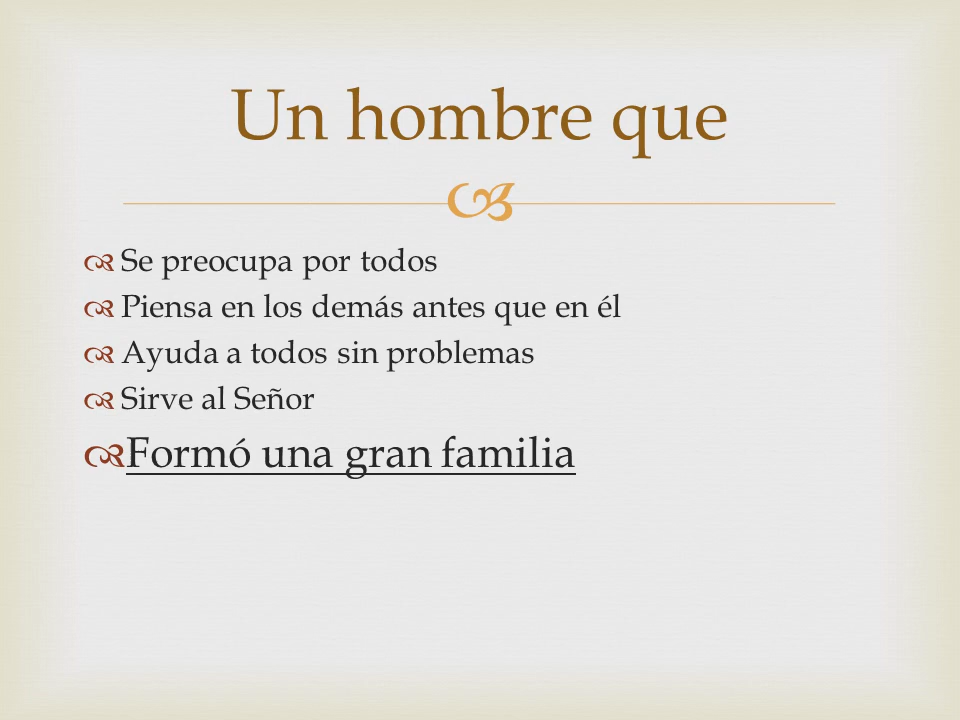 Un hombre que
Se preocupa por todos
Piensa en los demás antes que en él
Ayuda a todos sin problemas
Sirve al Señor
Formó una gran familia